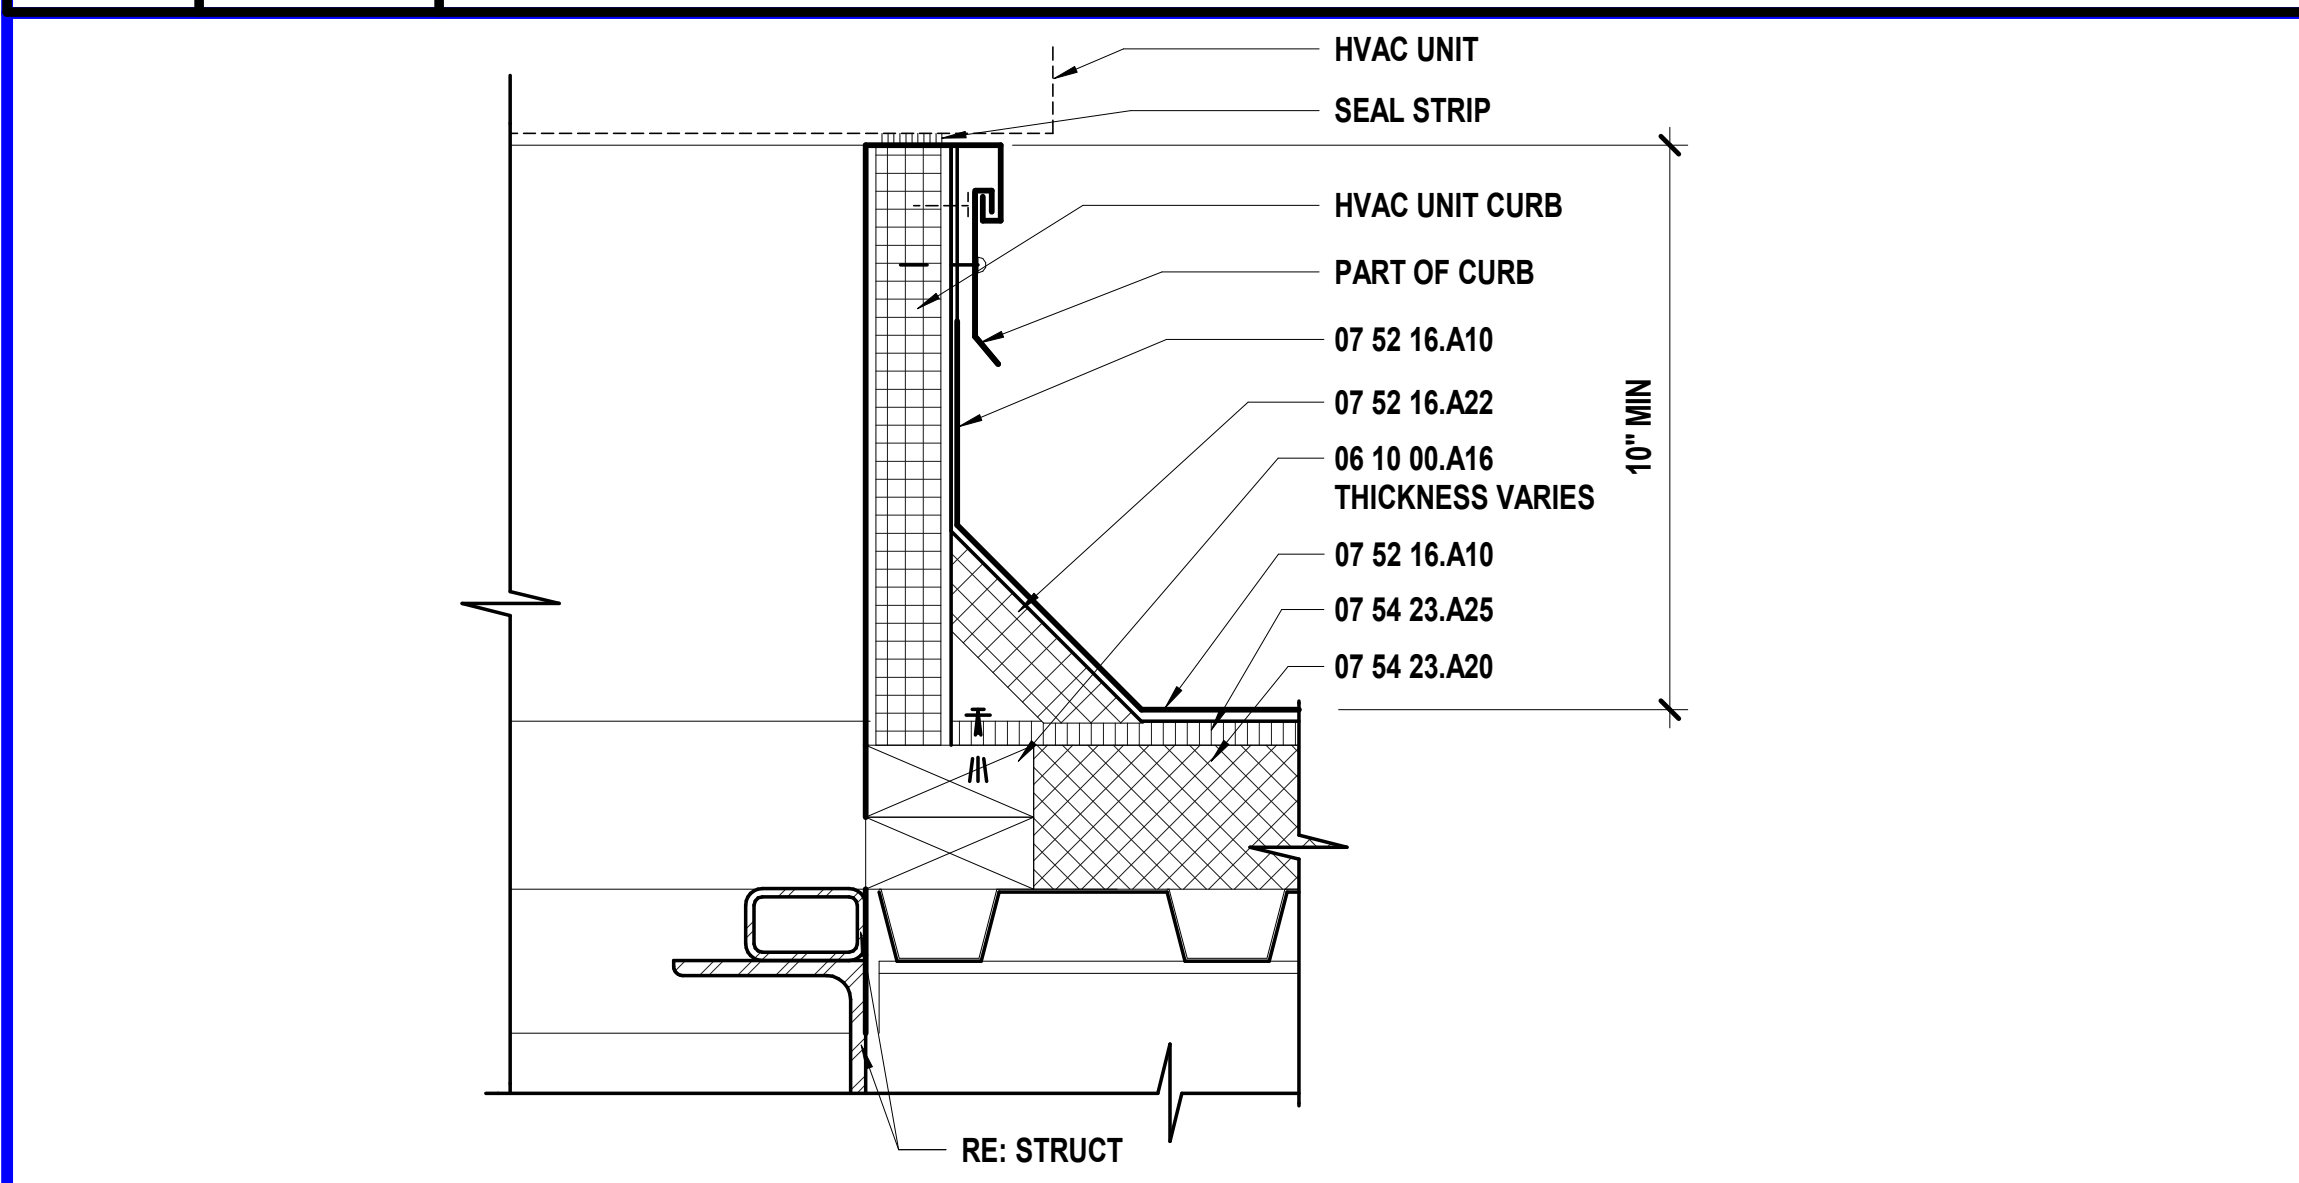 HVAC UNIT
SEAL STRIP
HVAC UNIT CURB
PART OF CURB
07 52 16.A10
07 52 16.A22
06 10 00.A16
THICKNESS VARIES
07 52 16.A10
07 54 23.A25
07 54 23.A20
10" MIN
RE: STRUCT